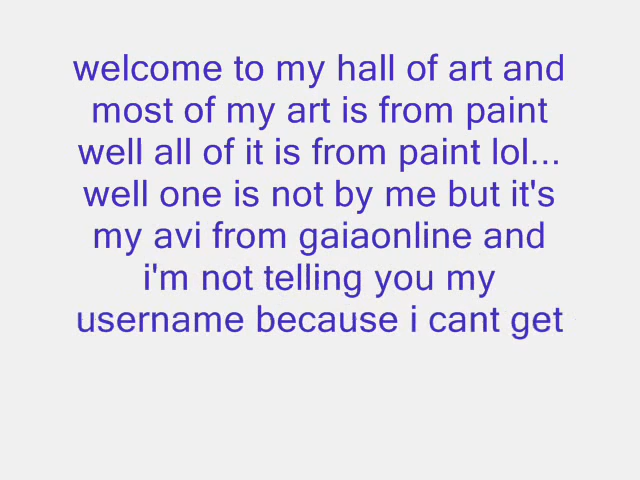 welcome to my hall of art and
most of my art is from paint
well all of it is from paint lol...
well one is not by me but it's
my avi from gaiaonline and
i'm not telling you my
username because i cant get